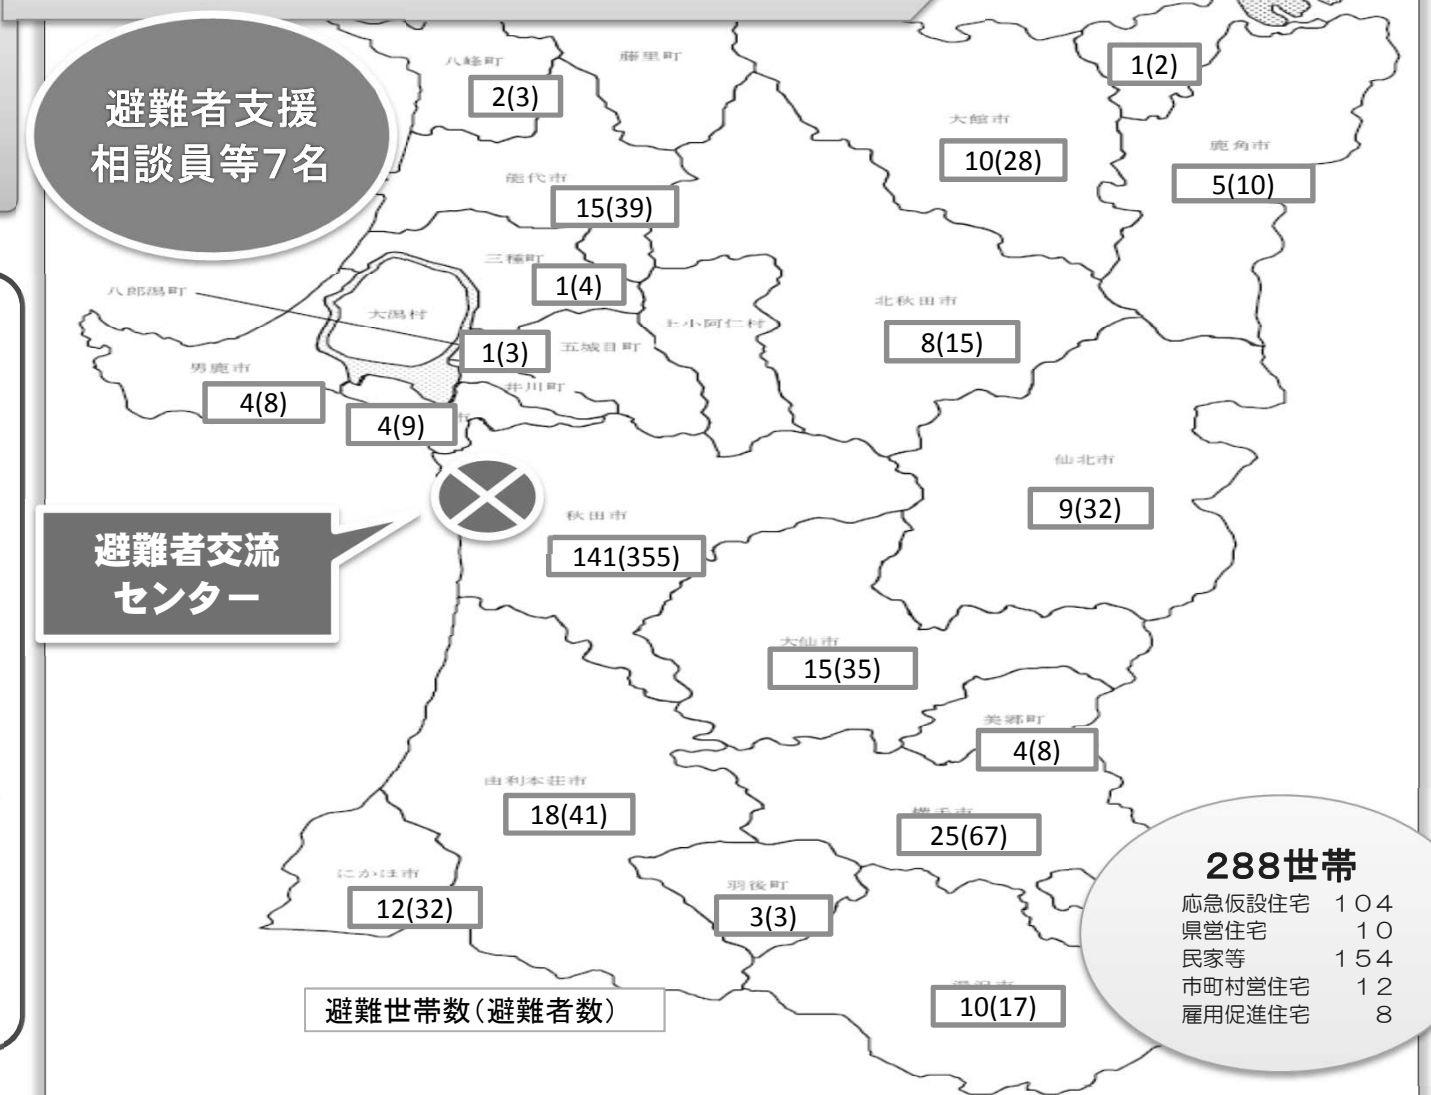 避難者支援
相談員等7名
八峰町
2(3)
藤里町
1(2)
大館市
10(28)
鹿角市
5(10)
能代市
15(39)
三種町
1(4)
八郎潟町
大潟村
上小阿仁村
北秋田市
8(15)
1(3)
五城目町
男鹿市
4(8)
井川町
4(9)
市
仙北市
9(32)
秋田市
141(355)
避難者交流
センター
大仙市
15(35)
美郷町
4(8)
由利本荘市
18(41)
横手市
25(67)
にかほ市
12(32)
羽後町
3(3)
10(17)
避難世帯数(避難者数)
288世帯
応急仮設住宅 104
県営住宅 10
民家等 154
市町村営住宅 12
雇用促進住宅 8